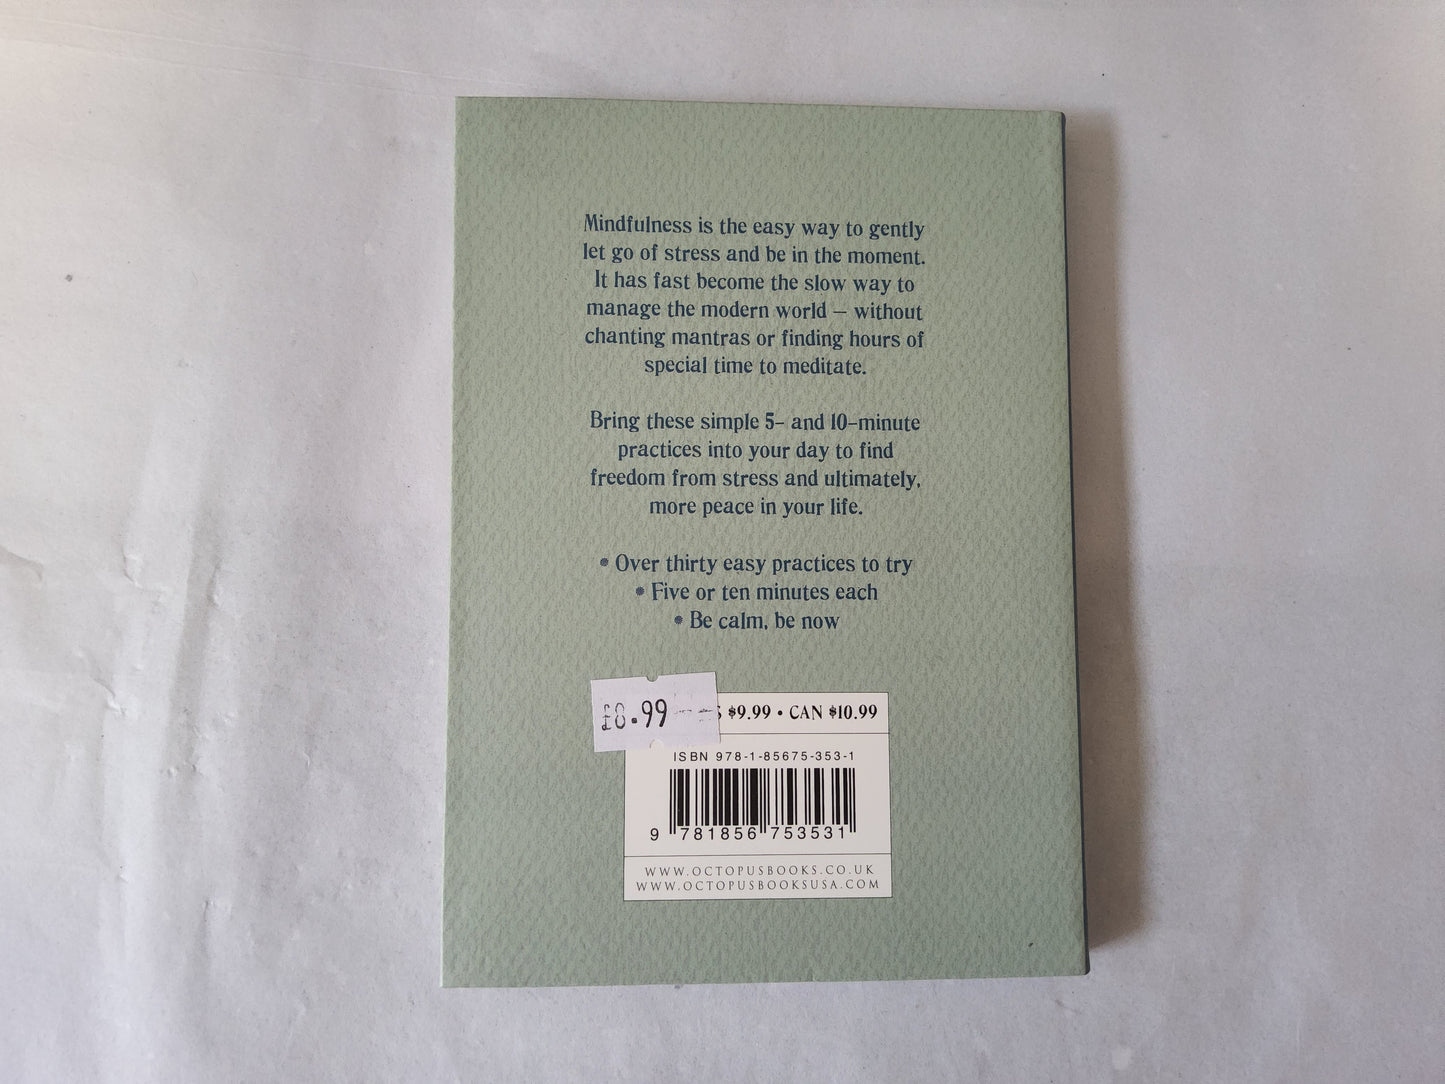 Mindfulness is the easy way to gently
let go of stress and be in the moment.
It has fast become the slow way to
manage the modern world – without
chanting mantras or finding hours of
special time to meditate.
Bring these simple 5- and 10-minute
practices into your day to find
freedom from stress and ultimately,
more peace in your life.
• Over thirty easy practices to try
• Five or ten minutes each
• Be calm, be now
£8.99
$9.99 • CAN $10.99
ISBN 978-1-85675-353-1
9 781856 753531
WWW.OCTOPUSBOOKS.CO.UK
WWW.OCTOPUSBOOKSUSA.COM